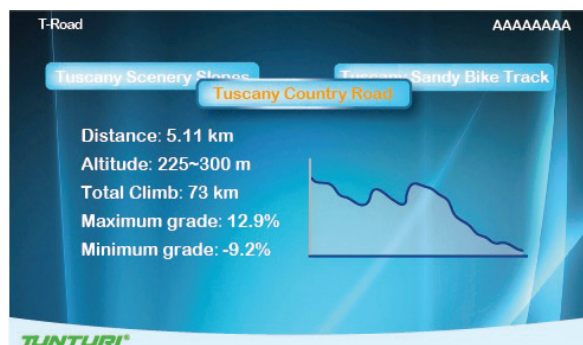 T-Road
AAAAAAAA
Tuscany Scenery Slopes
Tuscany Sandy Bike Track
Tuscany Country Road
Distance: 5.11 km
Altitude: 225~300 m
Total Climb: 73 km
Maximum grade: 12.9%
Minimum grade: -9.2%
TUNTURI®